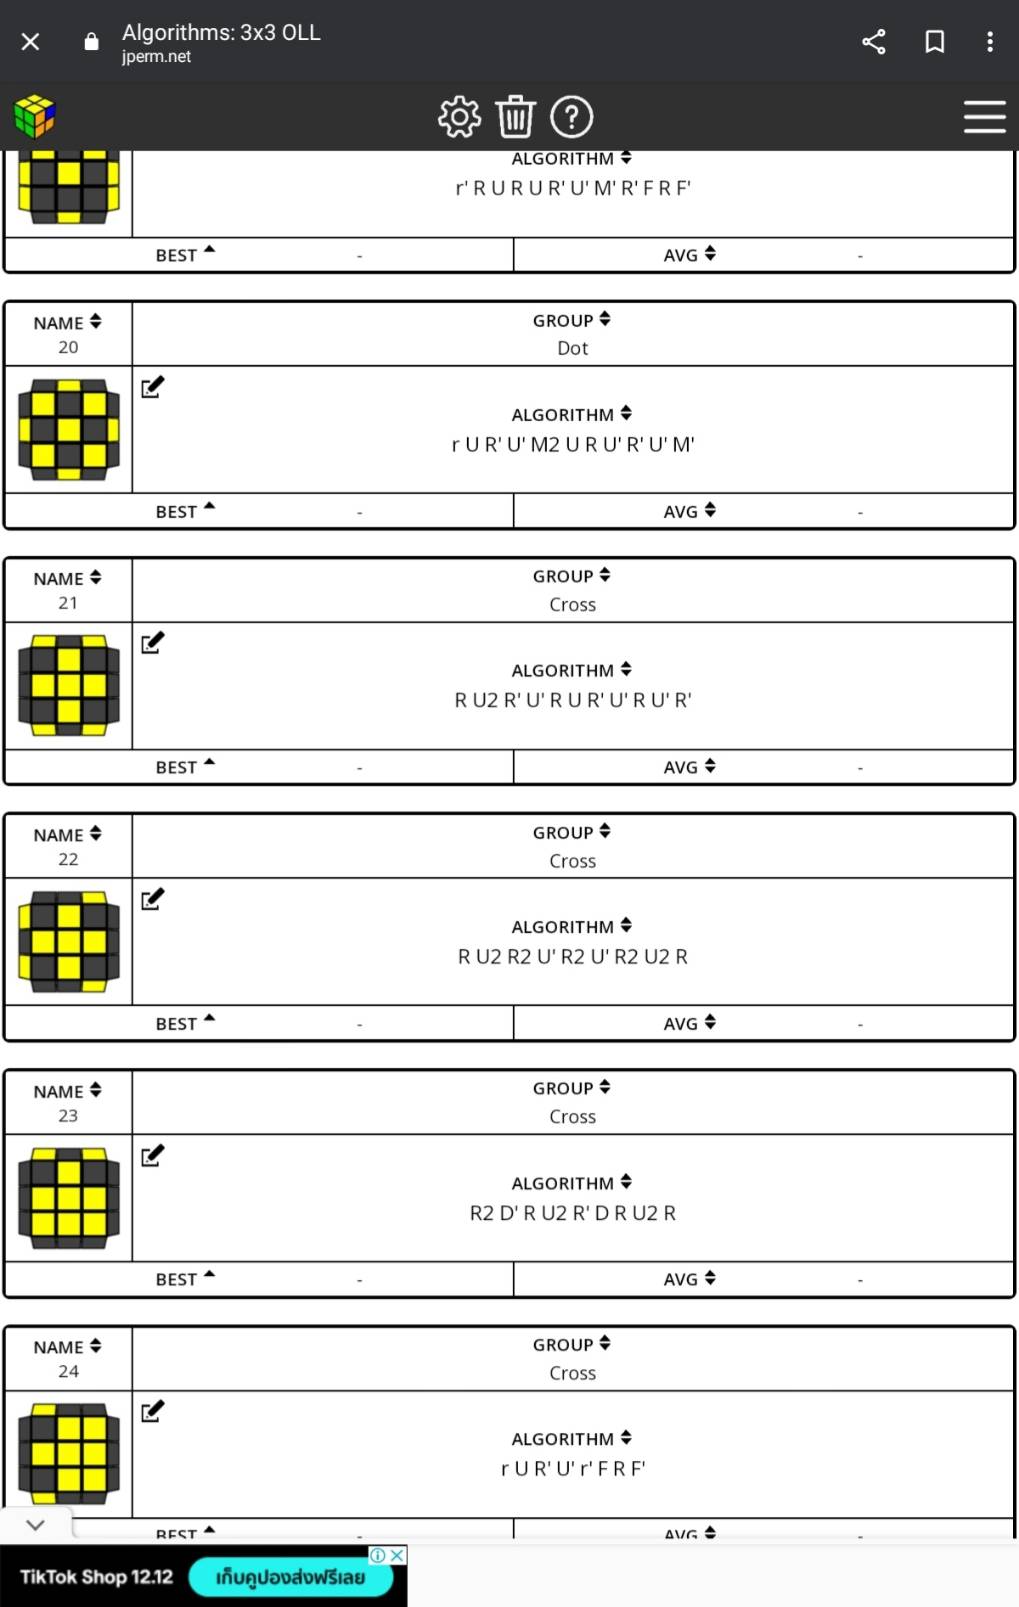 Algorithms: 3x3 OLL
jperm.net
ALGORITHM
r' R U R U R' U' M' R' F R F'
BEST - AVG -
NAME GROUP
20 Dot
ALGORITHM
r U R' U' M2 U R U' R' U' M'
BEST - AVG -
NAME GROUP
21 Cross
ALGORITHM
R U2 R' U' R U R' U' R U' R'
BEST - AVG -
NAME GROUP
22 Cross
ALGORITHM
R U2 R2 U' R2 U' R2 U2 R
BEST - AVG -
NAME GROUP
23 Cross
ALGORITHM
R2 D' R U2 R' D R U2 R
BEST - AVG -
NAME GROUP
24 Cross
ALGORITHM
r U R' U' r' F R F'
BEST - AVG -
TikTok Shop 12.12 เก็บคูปองส่งฟรีเลย